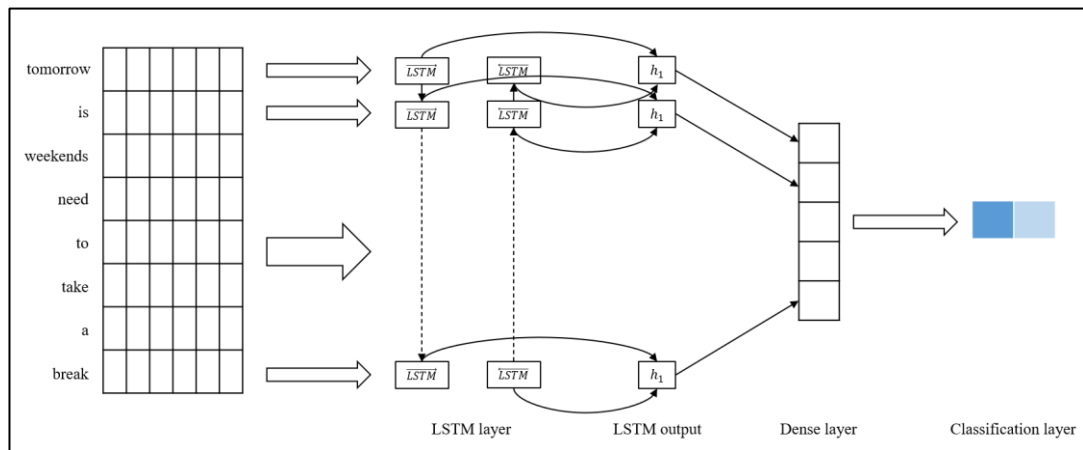 tomorrow
is
weekends
need
to
take
a
break
LSTM LSTM h₁
LSTM LSTM h₁
LSTM LSTM h₁
LSTM layer LSTM output Dense layer Classification layer